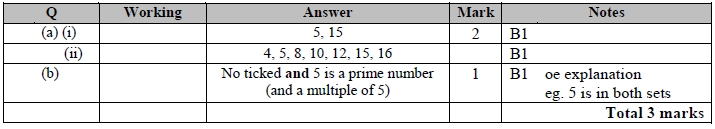 Q Working Answer Mark Notes
(a) (i) 5, 15 2 B1
(ii) 4, 5, 8, 10, 12, 15, 16 B1
(b) No ticked and 5 is a prime number 1 B1 oe explanation
(and a multiple of 5) eg. 5 is in both sets
Total 3 marks